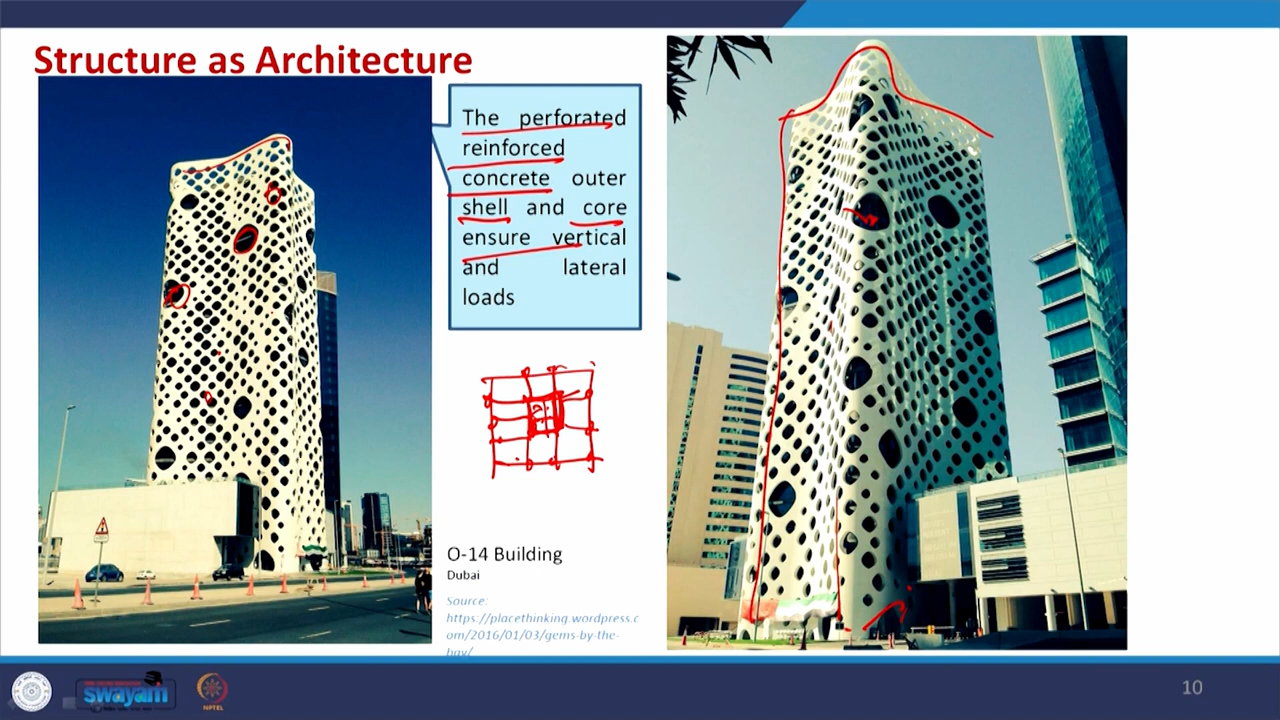 Structure as Architecture
The perforated
reinforced
concrete outer
shell and core
ensure vertical
and lateral
loads
O-14 Building
Dubai
Source:
https://placethinking.wordpress.c
om/2016/01/03/gems-by-the-
bay/
swayam
NPTEL
10